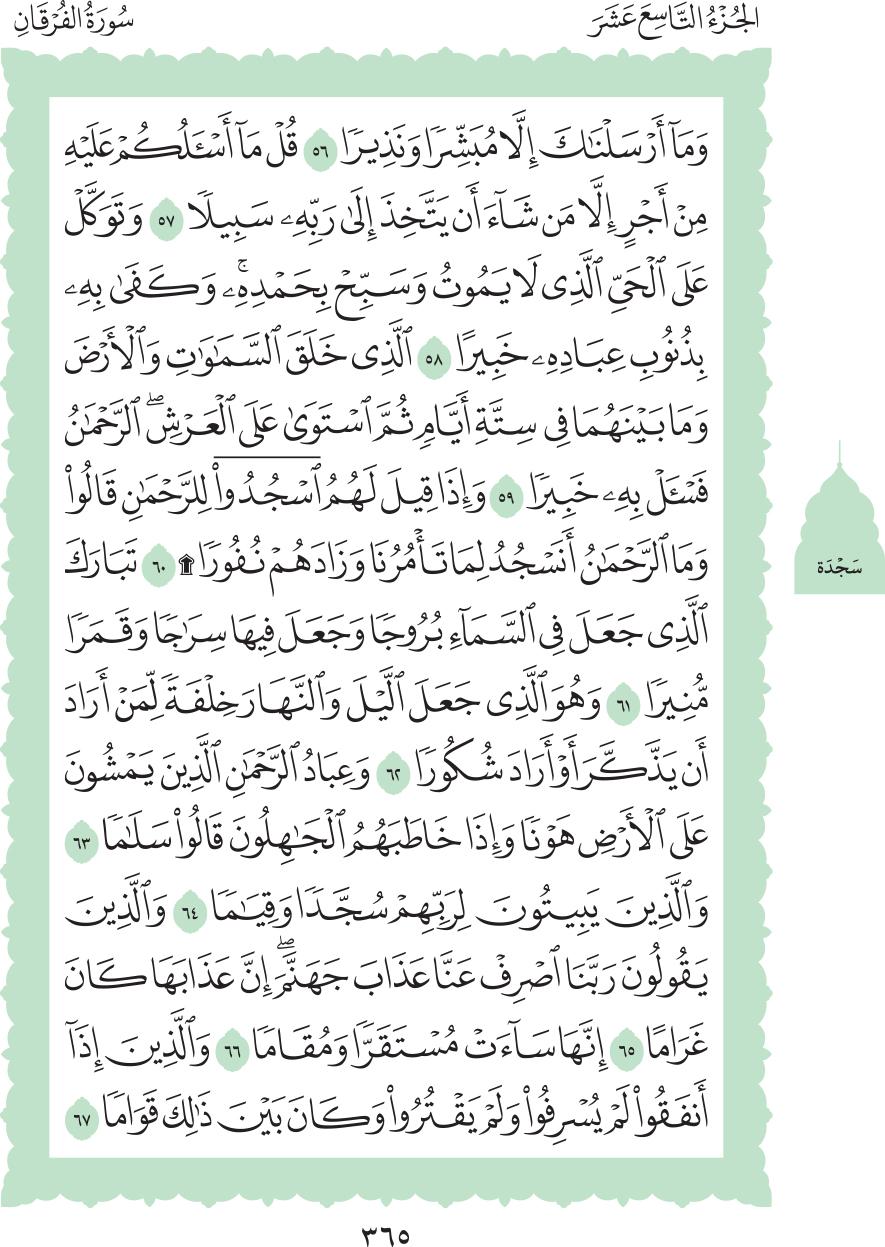 الجُزْءُ التَّاسِعَ عَشَرَ
سُورَةُ الفُرْقَانِ
وَمَآ أَرْسَلْنَٰكَ إِلَّا مُبَشِّرٗا وَنَذِيرٗا ٥٦ قُلْ مَآ أَسْـَٔلُكُمْ عَلَيْهِ
مِنْ أَجْرٍ إِلَّا مَن شَآءَ أَن يَتَّخِذَ إِلَىٰ رَبِّهِۦ سَبِيلٗا ٥٧ وَتَوَكَّلْ
عَلَى ٱلْحَيِّ ٱلَّذِى لَا يَمُوتُ وَسَبِّحْ بِحَمْدِهِۦۚ وَكَفَىٰ بِهِۦ
بِذُنُوبِ عِبَادِهِۦ خَبِيرًا ٥٨ ٱلَّذِى خَلَقَ ٱلسَّمَٰوَٰتِ وَٱلْأَرْضَ
وَمَا بَيْنَهُمَا فِى سِتَّةِ أَيَّامٖ ثُمَّ ٱسْتَوَىٰ عَلَى ٱلْعَرْشِۖ ٱلرَّحْمَٰنُ
فَسْـَٔلْ بِهِۦ خَبِيرٗا ٥٩ وَإِذَا قِيلَ لَهُمُ ٱسْجُدُواْ لِلرَّحْمَٰنِ قَالُواْ
وَمَا ٱلرَّحْمَٰنُ أَنَسْجُدُ لِمَا تَأْمُرُنَا وَزَادَهُمْ نُفُورٗا۩ ٦٠ تَبَارَكَ
ٱلَّذِى جَعَلَ فِى ٱلسَّمَآءِ بُرُوجٗا وَجَعَلَ فِيهَا سِرَٰجٗا وَقَمَرٗا
مُّنِيرٗا ٦١ وَهُوَ ٱلَّذِى جَعَلَ ٱلَّيْلَ وَٱلنَّهَارَ خِلْفَةٗ لِّمَنْ أَرَادَ
أَن يَذَّكَّرَ أَوْ أَرَادَ شُكُورٗا ٦٢ وَعِبَادُ ٱلرَّحْمَٰنِ ٱلَّذِينَ يَمْشُونَ
عَلَى ٱلْأَرْضِ هَوْنٗا وَإِذَا خَاطَبَهُمُ ٱلْجَٰهِلُونَ قَالُواْ سَلَٰمٗا ٦٣
وَٱلَّذِينَ يَبِيتُونَ لِرَبِّهِمْ سُجَّدٗا وَقِيَٰمٗا ٦٤ وَٱلَّذِينَ
يَقُولُونَ رَبَّنَا ٱصْرِفْ عَنَّا عَذَابَ جَهَنَّمَۖ إِنَّ عَذَابَهَا كَانَ
غَرَامًا ٦٥ إِنَّهَا سَآءَتْ مُسْتَقَرّٗا وَمُقَامٗا ٦٦ وَٱلَّذِينَ إِذَآ
أَنفَقُواْ لَمْ يُسْرِفُواْ وَلَمْ يَقْتُرُواْ وَكَانَ بَيْنَ ذَٰلِكَ قَوَامٗا ٦٧
سَجْدَة
٣٦٥